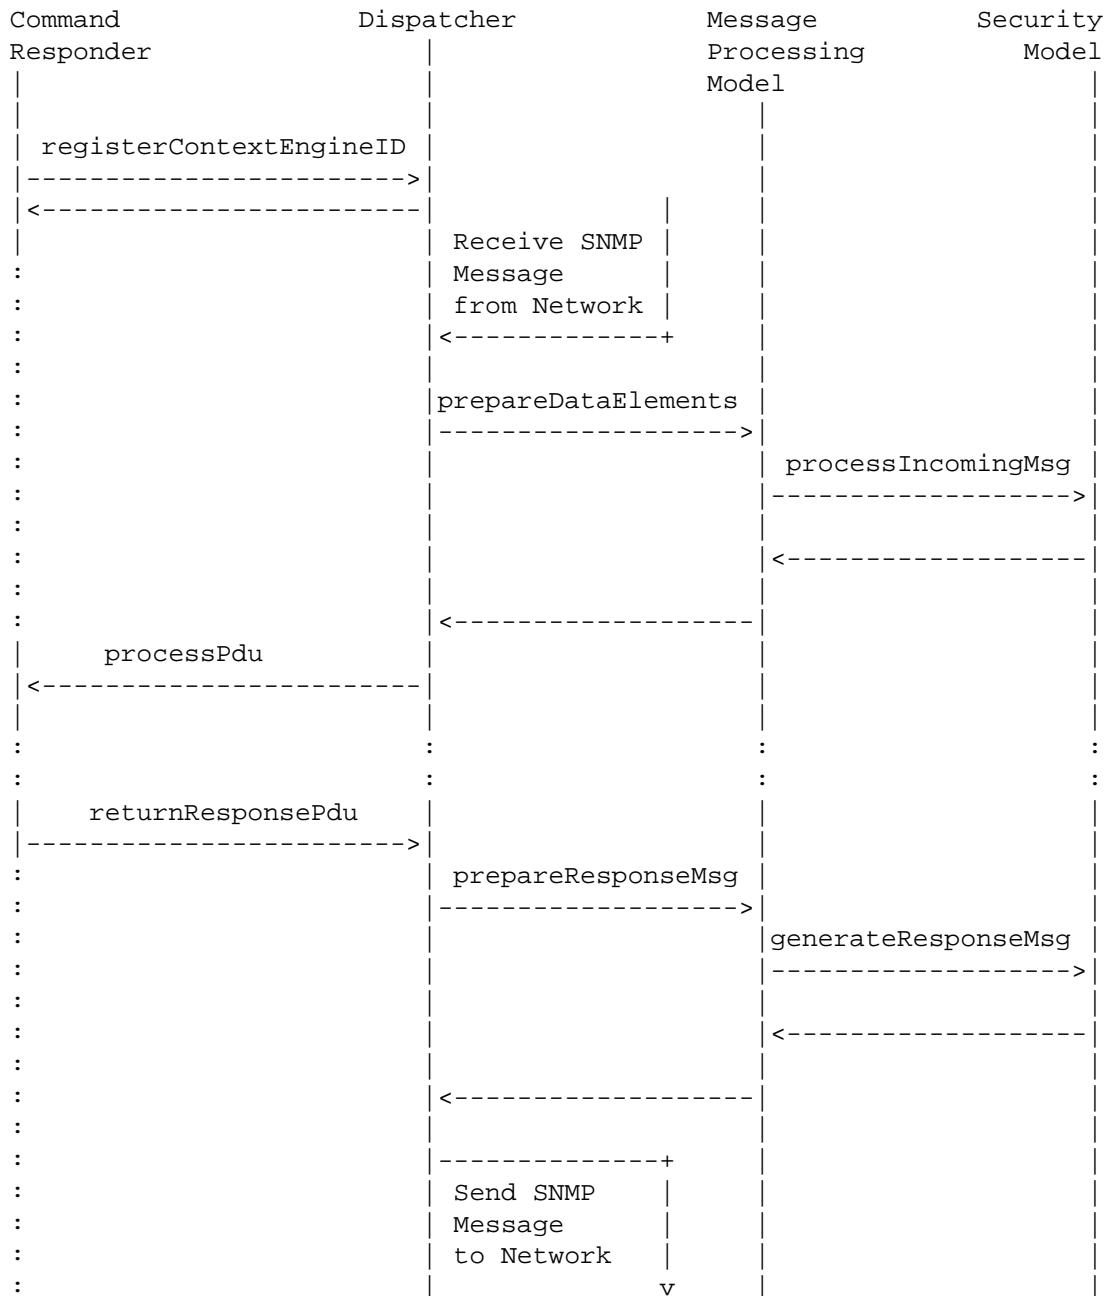 Command Dispatcher Message Security
Responder Processing Model
Model
registerContextEngineID
Receive SNMP
Message
from Network
prepareDataElements
processIncomingMsg
processPdu
returnResponsePdu
prepareResponseMsg
generateResponseMsg
Send SNMP
Message
to Network
v